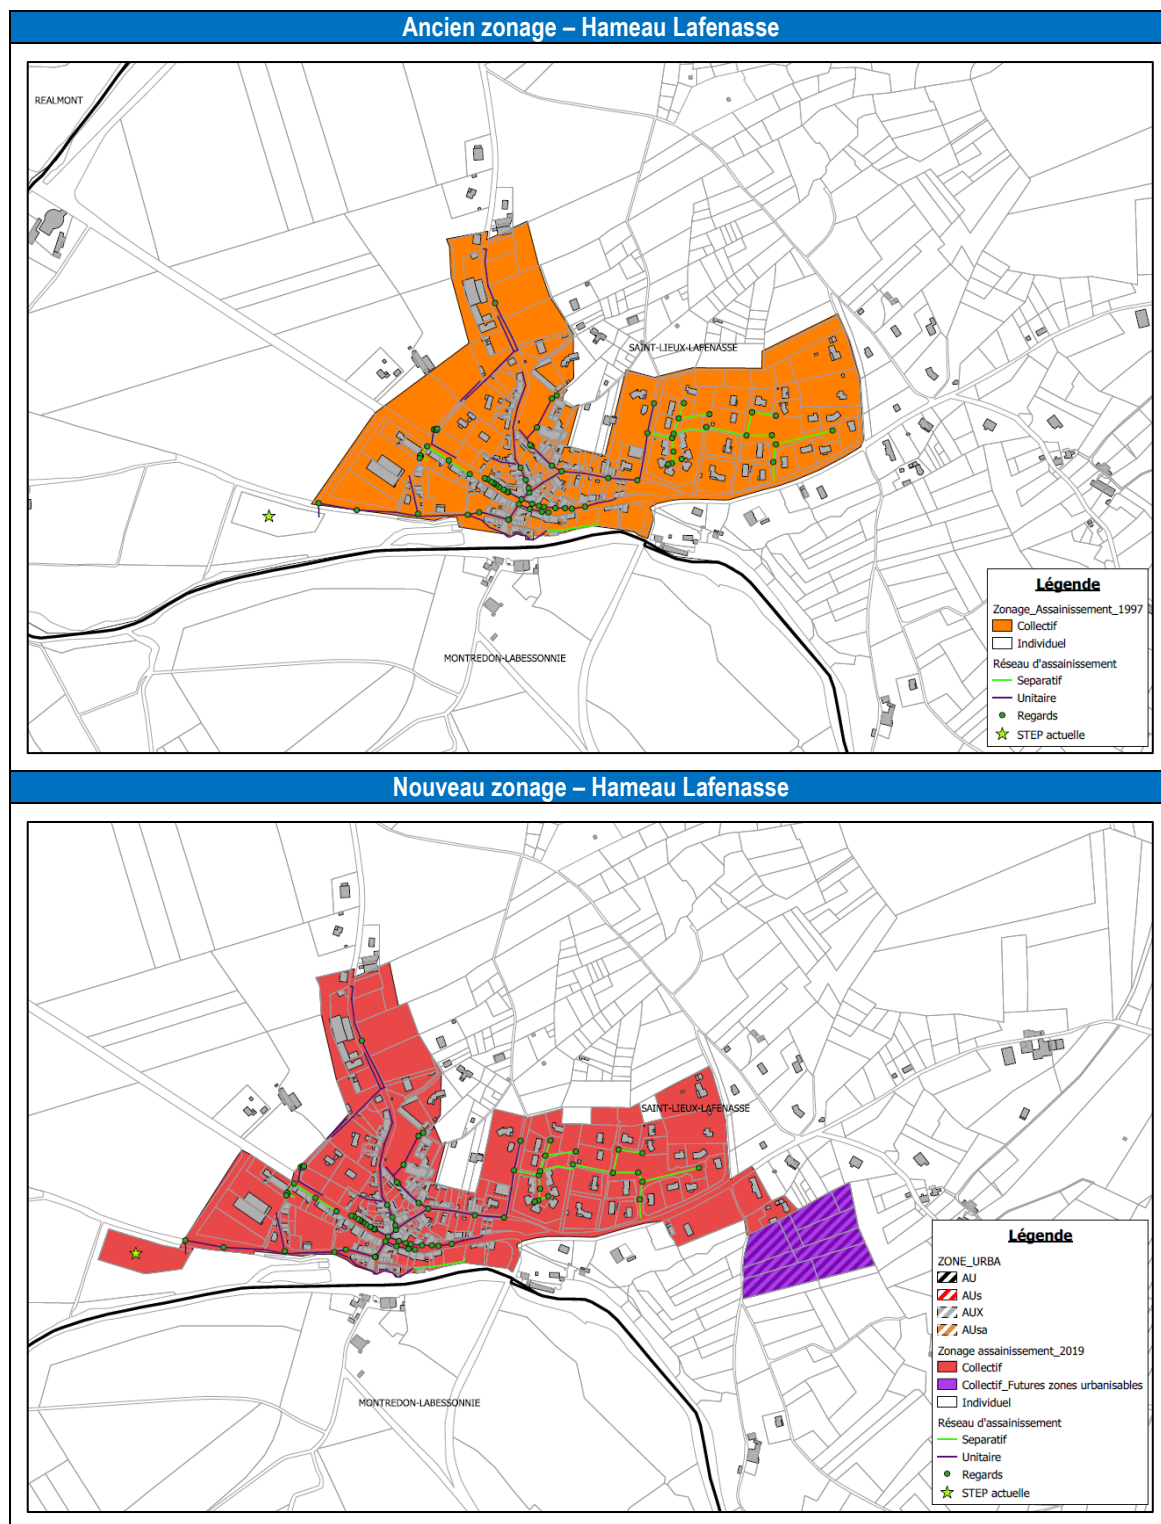 Ancien zonage – Hameau Lafenasse
REALMONT
SAINT-LIEUX-LAFENASSE
MONTREDON-LABESSONNIE
Légende
Zonage_Assainissement_1997
Collectif
Individuel
Réseau d'assainissement
Separatif
Unitaire
Regards
STEP actuelle
Nouveau zonage – Hameau Lafenasse
SAINT-LIEUX-LAFENASSE
MONTREDON-LABESSONNIE
Légende
ZONE_URBA
AU
AUs
AUX
AUsa
Zonage assainissement_2019
Collectif
Collectif_Futures zones urbanisables
Individuel
Réseau d'assainissement
Separatif
Unitaire
Regards
STEP actuelle